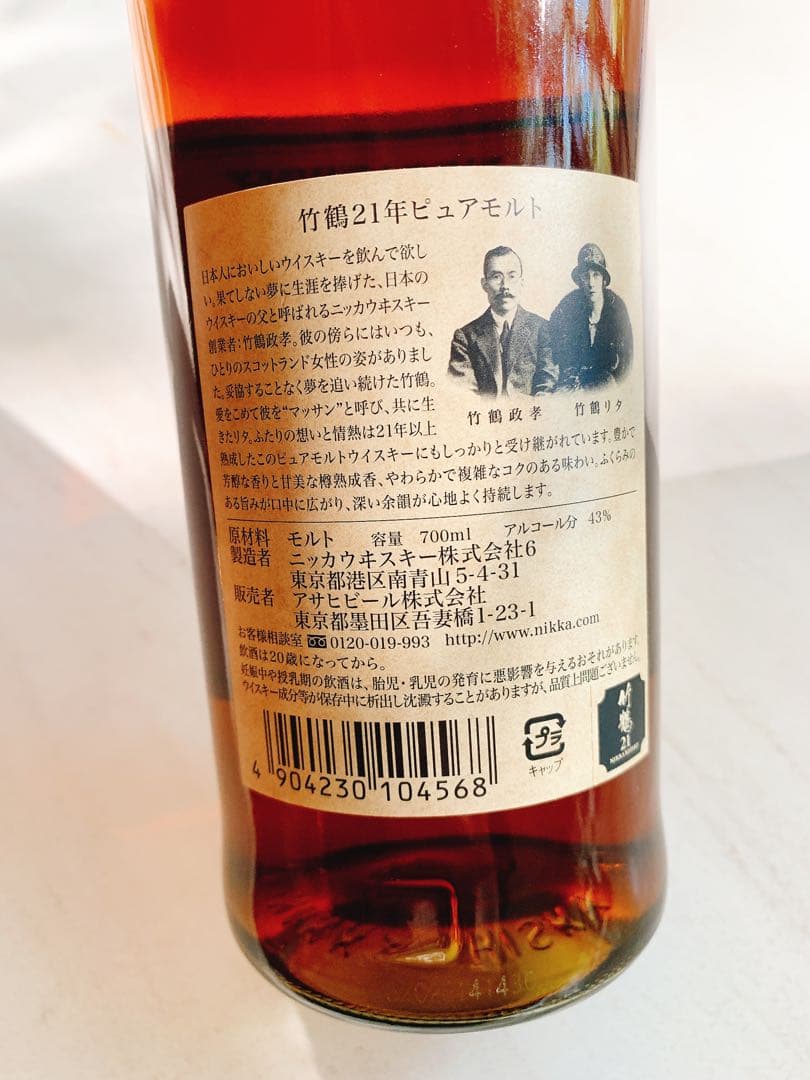 竹鶴21年ピュアモルト
日本人においしいウイスキーを飲んで欲し
い。果てしない夢に生涯を捧げた、日本の
ウイスキーの父と呼ばれるニッカウヰスキー
創業者:竹鶴政孝。彼の傍らにはいつも、
ひとりのスコットランド女性の姿がありまし
た。妥協することなく夢を追い続けた竹鶴。
愛をこめて彼を“マッサン”と呼び、共に生
きたリタ。ふたりの想いと情熱は21年以上
熟成したこのピュアモルトウイスキーにもしっかりと受け継がれています。豊かで
芳醇な香りと甘美な樽熟成香、やわらかで複雑なコクのある味わい。ふくらみの
ある旨みが口中に広がり、深い余韻が心地よく持続します。
竹鶴政孝 竹鶴リタ
原材料 モルト 容量 700ml アルコール分 43%
製造者 ニッカウヰスキー株式会社6
東京都港区南青山5-4-31
販売者 アサヒビール株式会社
東京都墨田区吾妻橋1-23-1
お客様相談室 0120-019-993 http://www.nikka.com
飲酒は20歳になってから。
妊娠中や授乳期の飲酒は、胎児・乳児の発育に悪影響を与えるおそれがあります。
ウイスキー成分等が保存中に析出し沈澱することがありますが、品質上問題ございません。
4 904230 104568
プラ
キャップ
竹鶴
21